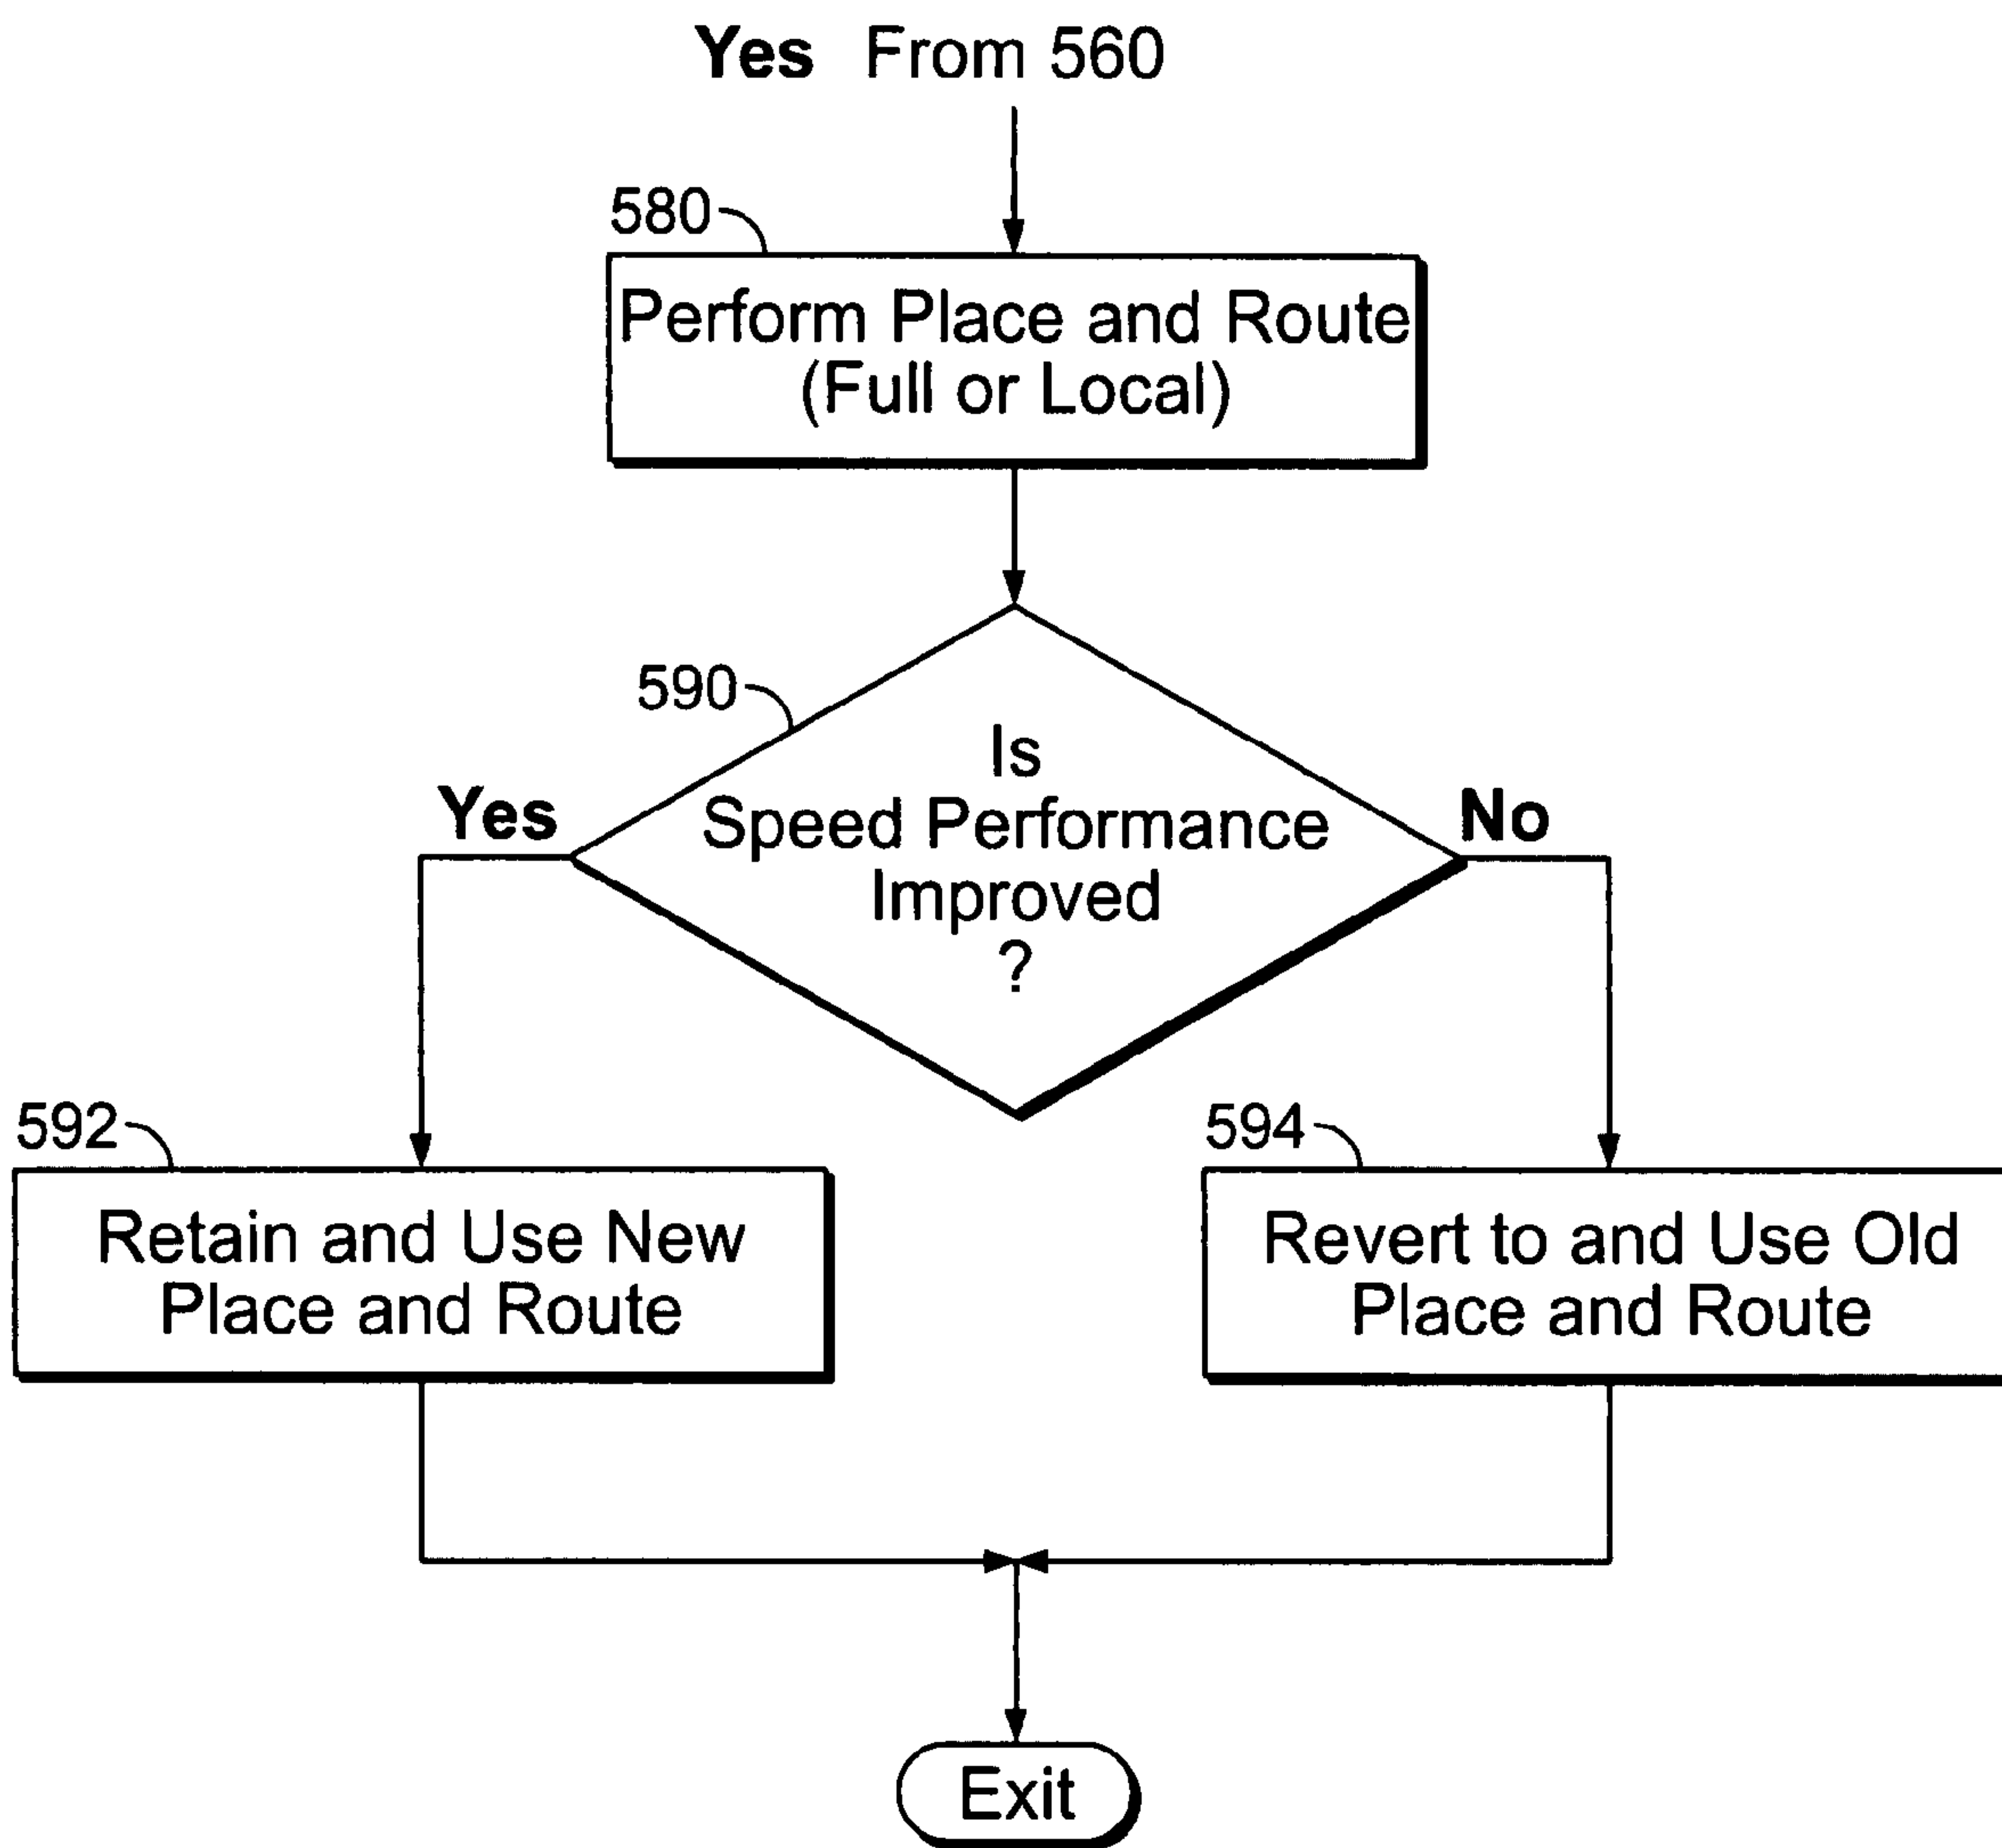 Yes From 560
580
Perform Place and Route
(Full or Local)
590
Is
Speed Performance
Improved
?
Yes
No
592
Retain and Use New
Place and Route
594
Revert to and Use Old
Place and Route
Exit